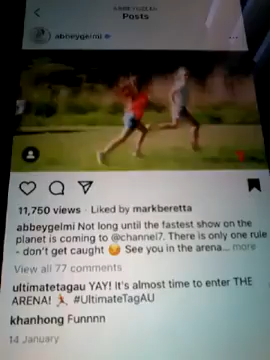 ABBEYGELMI
Posts
abbeygelmi
11,750 views · Liked by markberetta
abbeygelmi Not long until the fastest show on the
planet is coming to @channel7. There is only one rule
- don't get caught 😏 See you in the arena... more
View all 77 comments
ultimatetagau YAY! It's almost time to enter THE
ARENA! 🏃 #UltimateTagAU
khanhong Funnnn
14 January